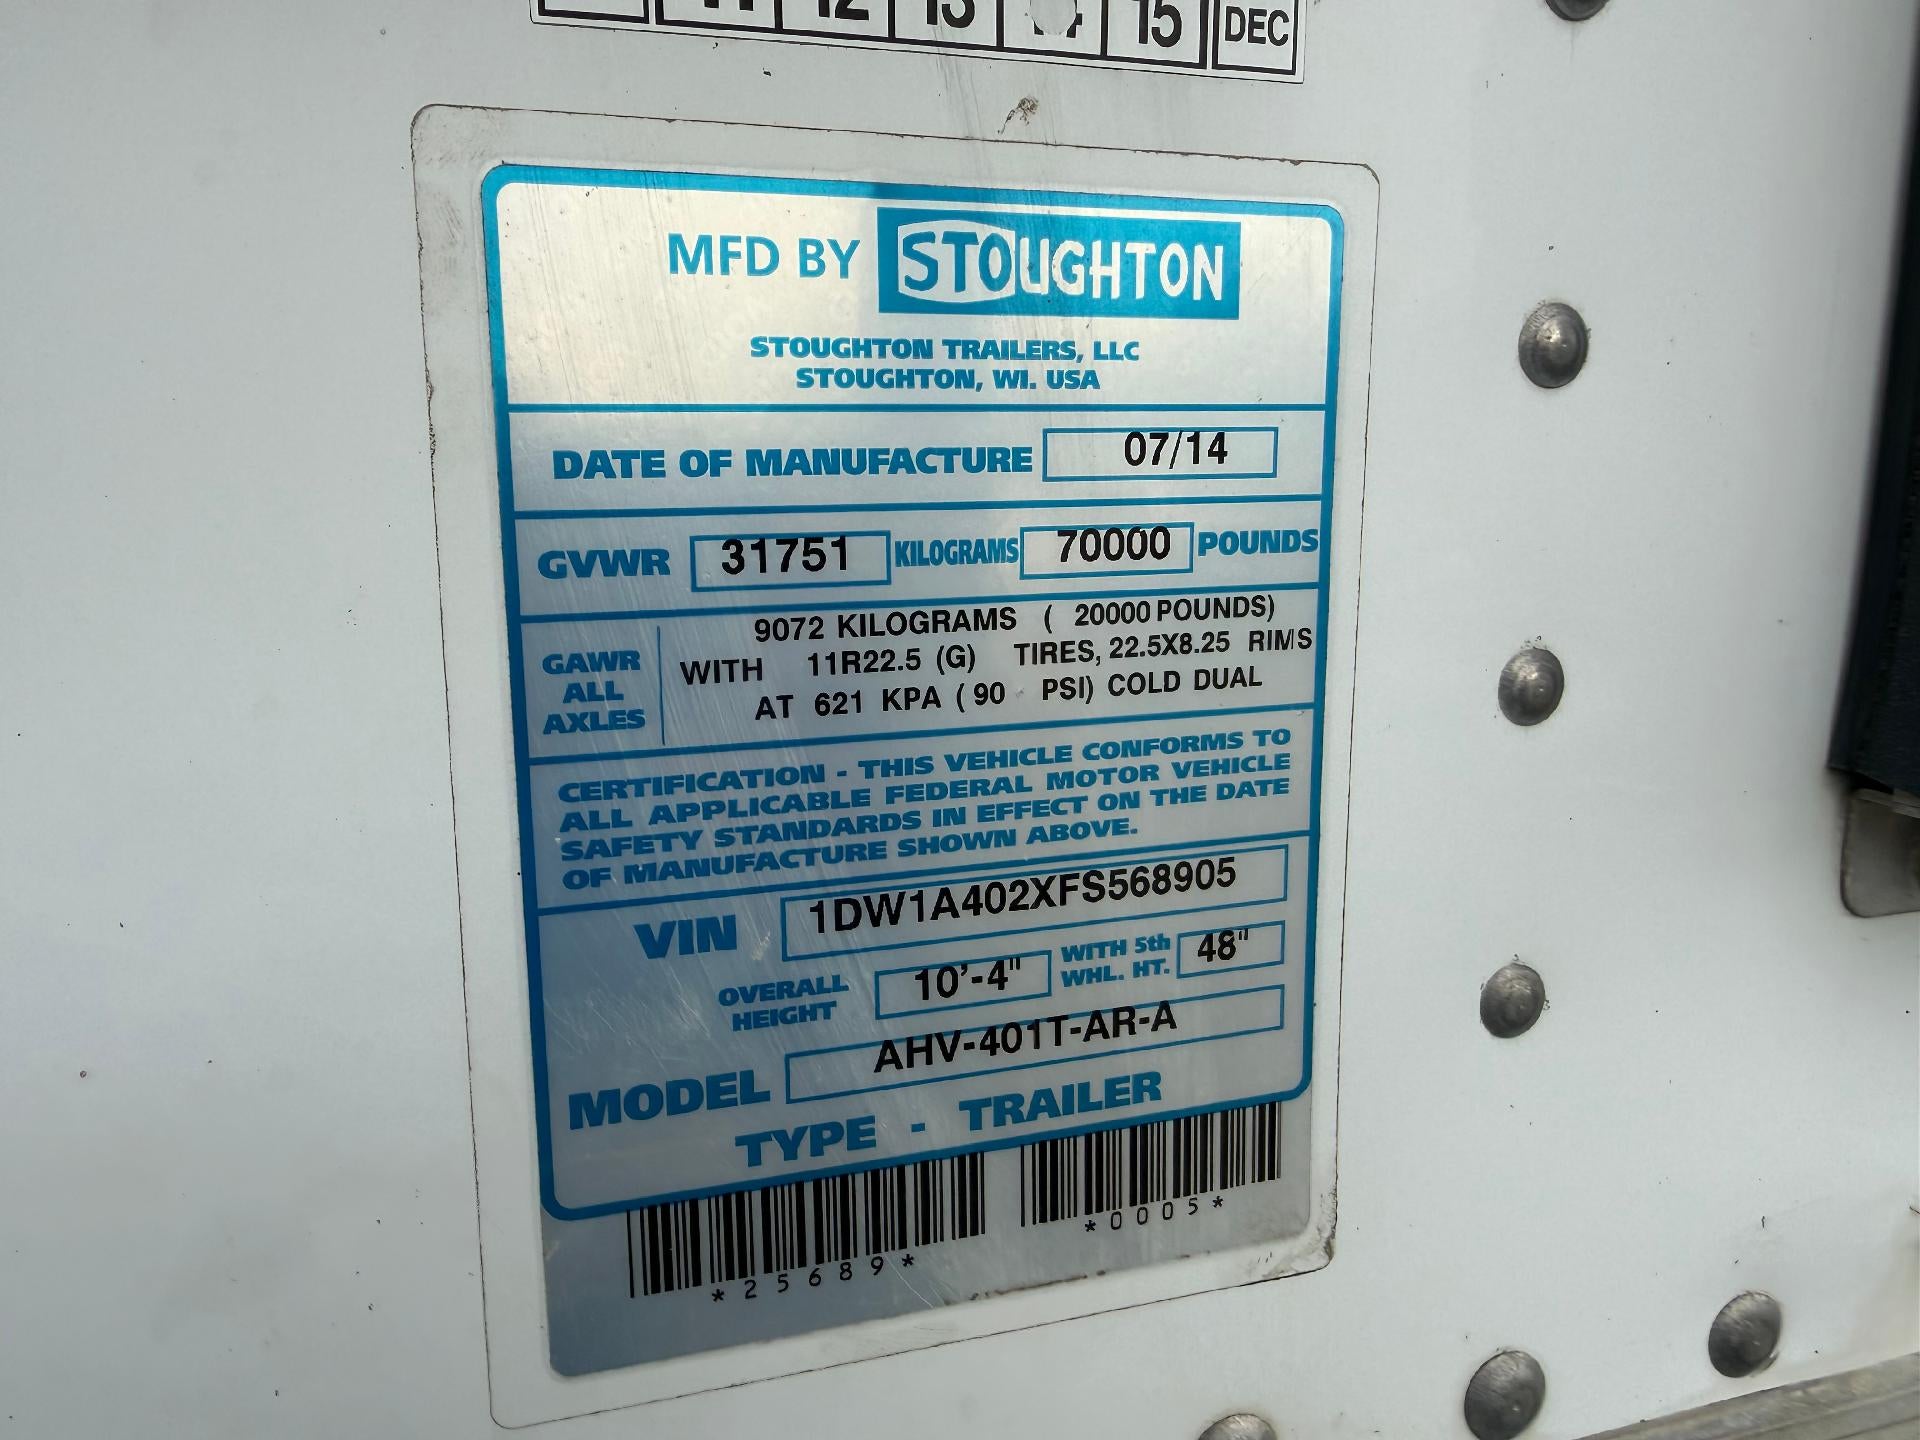 11 12 13 14 15 DEC
MFD BY STOUGHTON
STOUGHTON TRAILERS, LLC
STOUGHTON, WI. USA
DATE OF MANUFACTURE 07/14
GVWR 31751 KILOGRAMS 70000 POUNDS
GAWR ALL AXLES
9072 KILOGRAMS ( 20000 POUNDS)
WITH 11R22.5 (G) TIRES, 22.5X8.25 RIMS
AT 621 KPA ( 90 PSI) COLD DUAL
CERTIFICATION - THIS VEHICLE CONFORMS TO
ALL APPLICABLE FEDERAL MOTOR VEHICLE
SAFETY STANDARDS IN EFFECT ON THE DATE
OF MANUFACTURE SHOWN ABOVE.
VIN 1DW1A402XFS568905
OVERALL HEIGHT 10'-4" WITH 5th WHL. HT. 48"
MODEL AHV-401T-AR-A
TYPE - TRAILER
*25689* *0005*